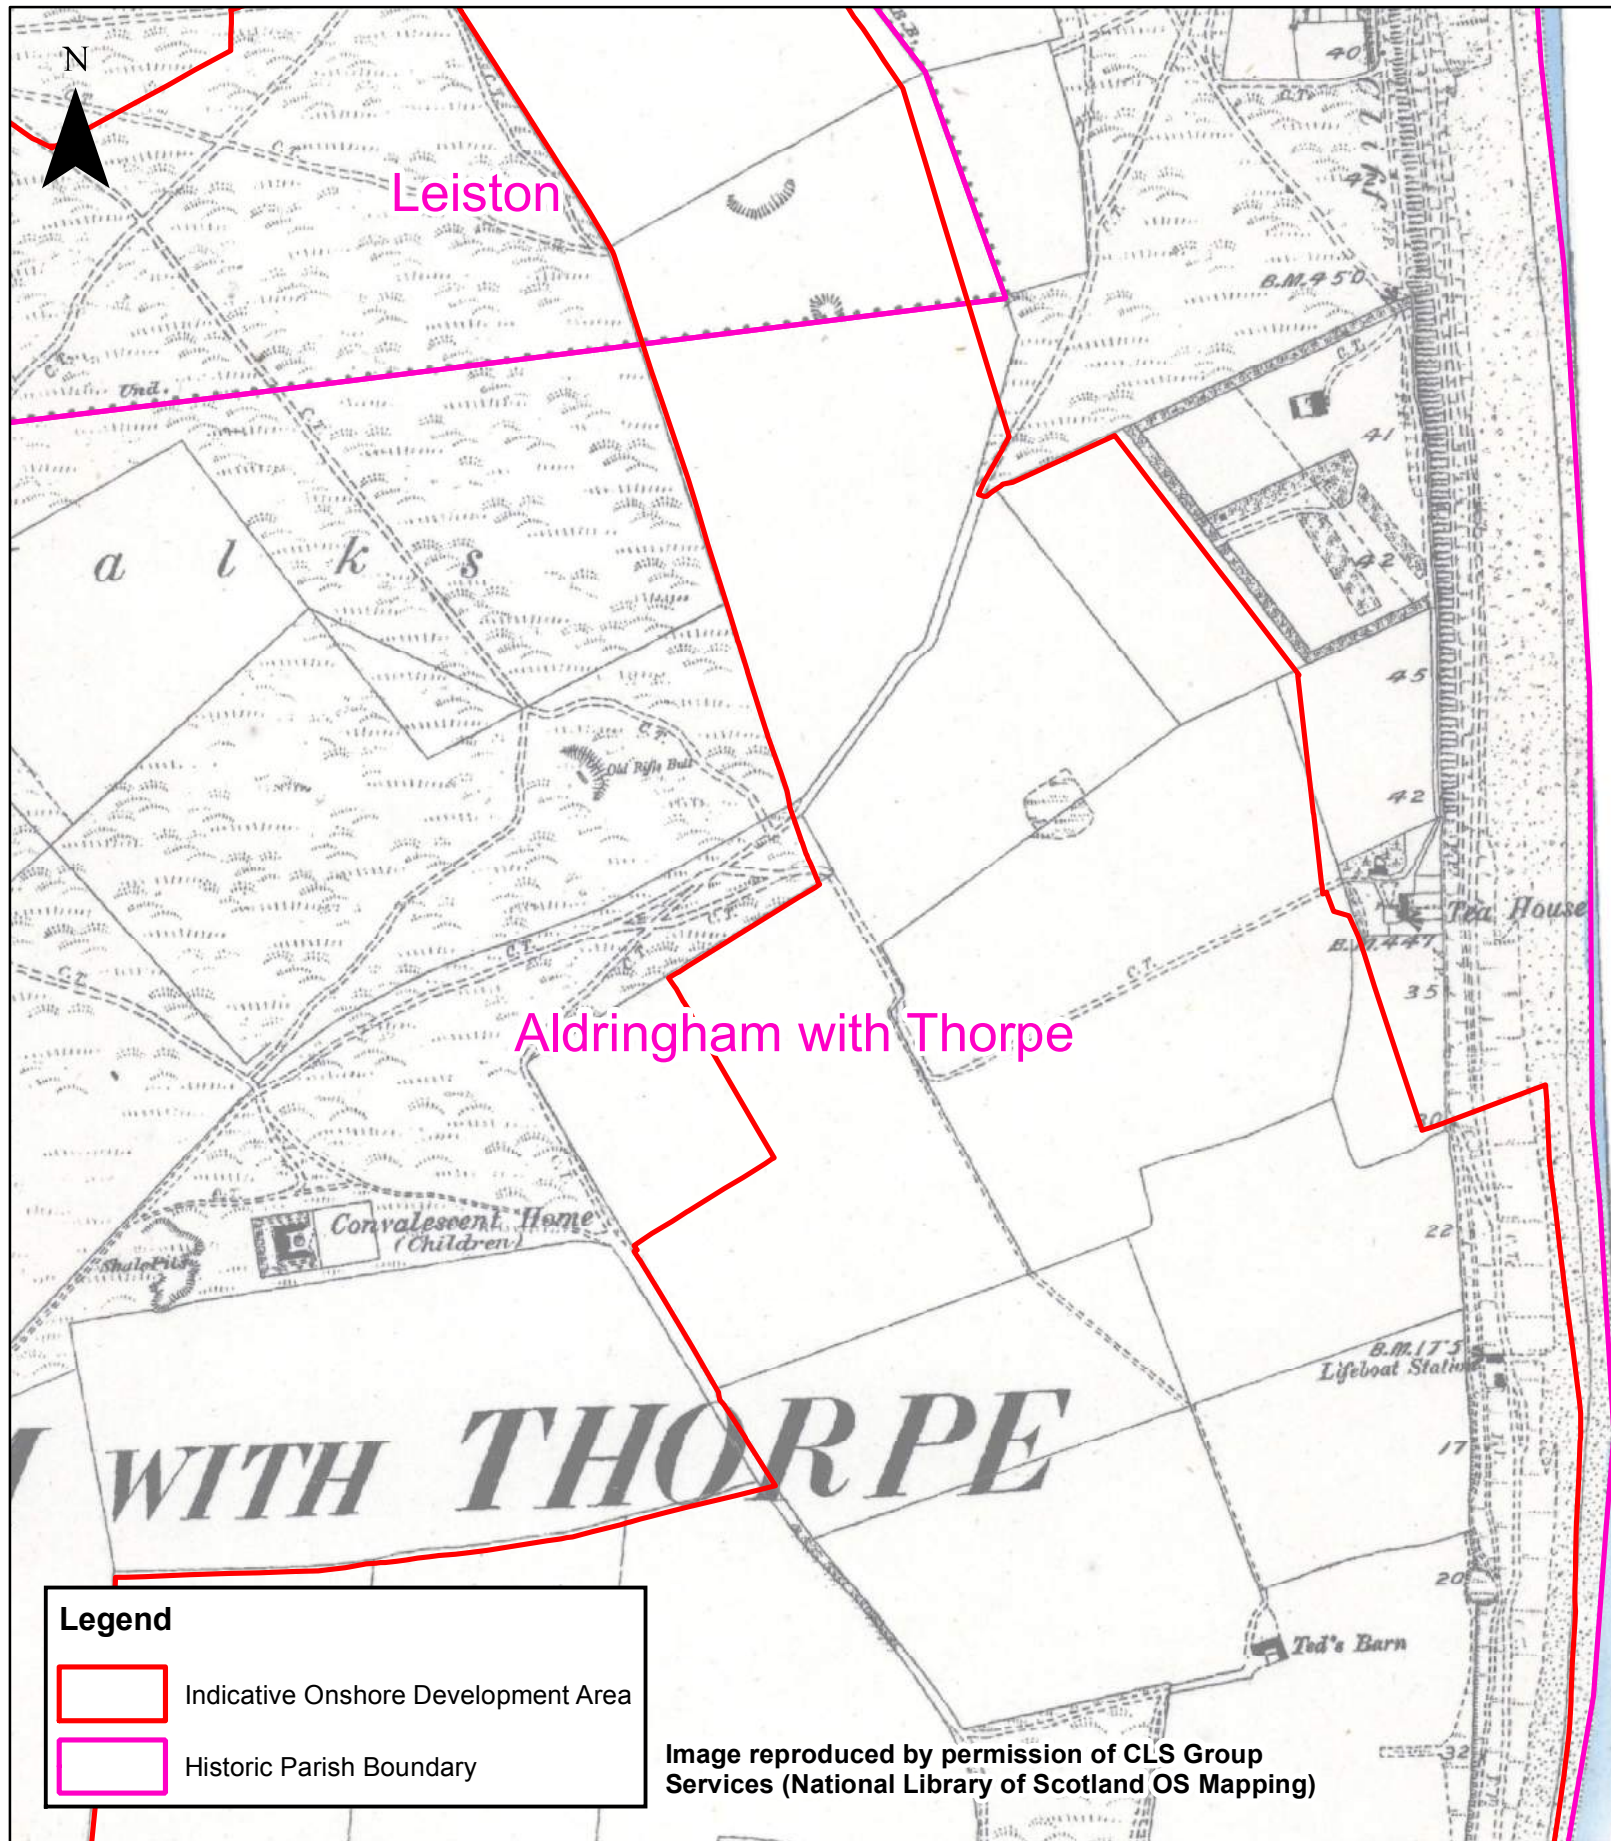 N
B.B.
40
C.T.
C.T.
Leiston
42
C.T.
C.T.
B.M.450
C.T.
Und.
C.T.
C.T.
41
a l k s
42
45
C.T.
Old Rifle Butt
42
Tea House
C.T.
C.T.
C.T.
B.M.447
C.T.
C.T.
35
Aldringham with Thorpe
30
C.T.
C.T.
Convalescent Home
(Children)
22
C.T.
Shale Pits
B.M.17.5
Lifeboat Station
WITH THORPE
17
20
Ted's Barn
32
Legend
Indicative Onshore Development Area
Historic Parish Boundary
Image reproduced by permission of CLS Group
Services (National Library of Scotland OS Mapping)